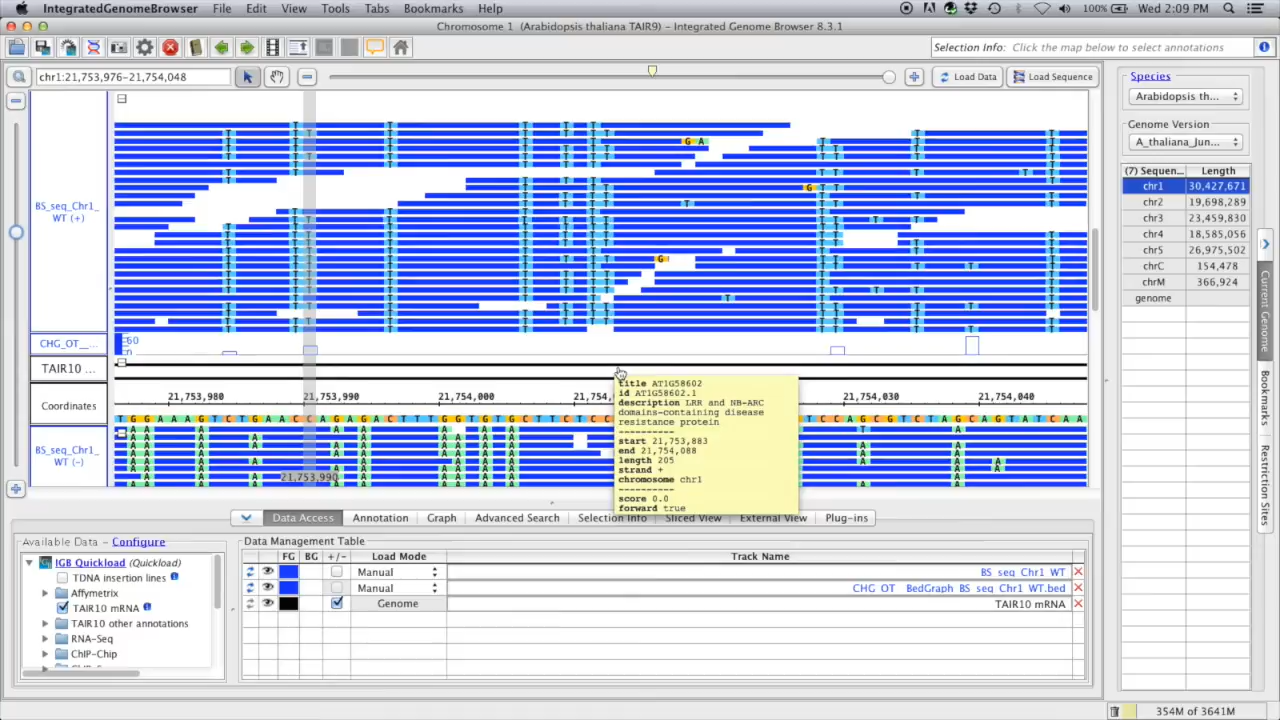 IntegratedGenomeBrowser File Edit View Tools Tabs Bookmarks Help 100% Wed 2:09 PM
Chromosome 1 (Arabidopsis thaliana TAIR9) - Integrated Genome Browser 8.3.1
Selection Info: Click the map below to select annotations
chr1:21,753,976-21,754,048
Load Data
Load Sequence
Species
Arabidopsis th...
Genome Version
A_thaliana_Jun...
(7) Sequen... Length
chr1 30,427,671
chr2 19,698,289
chr3 23,459,830
chr4 18,585,056
chr5 26,975,502
chrC 154,478
chrM 366,924
genome
Current Genome
Bookmarks
Restriction Sites
BS_seq_Chr1_
WT (+)
CHG_OT__...
60
0
TAIR10 ...
Coordinates
21,753,980 21,753,990 21,754,000 21,754,030 21,754,040
BS_seq_Chr1_
WT (-)
21,753,990
title AT1G58602
id AT1G58602.1
description LRR and NB-ARC
domains-containing disease
resistance protein
----------
start 21,753,883
end 21,754,088
length 205
strand +
chromosome chr1
----------
score 0.0
forward true
Data Access Annotation Graph Advanced Search Selection Info Sliced View External View Plug-ins
Available Data - Configure
IGB Quickload (Quickload)
TDNA insertion lines
Affymetrix
TAIR10 mRNA
TAIR10 other annotations
RNA-Seq
ChIP-Chip
Data Management Table
FG BG +/- Load Mode Track Name
Manual BS_seq_Chr1_WT
Manual CHG_OT__BedGraph_BS_seq_Chr1_WT.bed
Genome TAIR10 mRNA
354M of 3641M